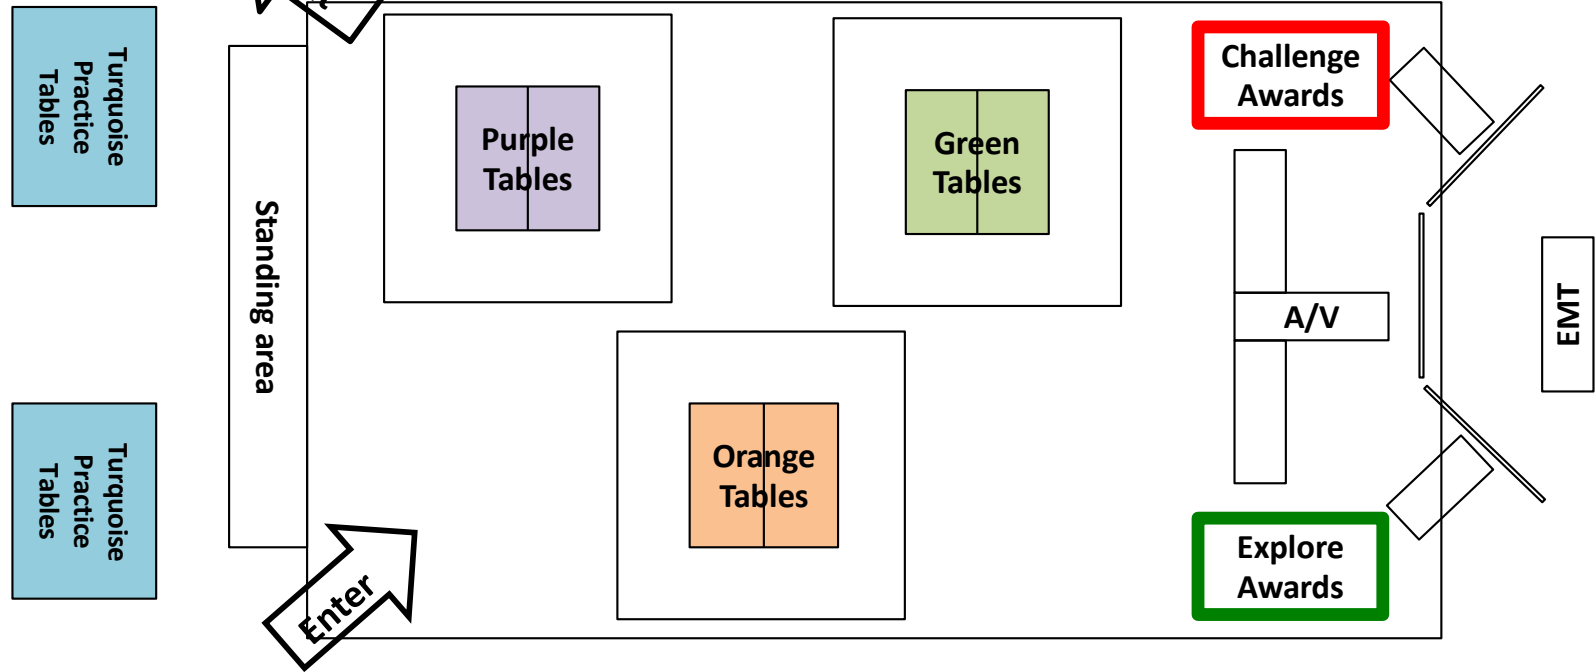 Turquoise
Practice
Tables
Turquoise
Practice
Tables
Standing area
Enter
Purple
Tables
Green
Tables
Orange
Tables
Challenge
Awards
A/V
Explore
Awards
EMT